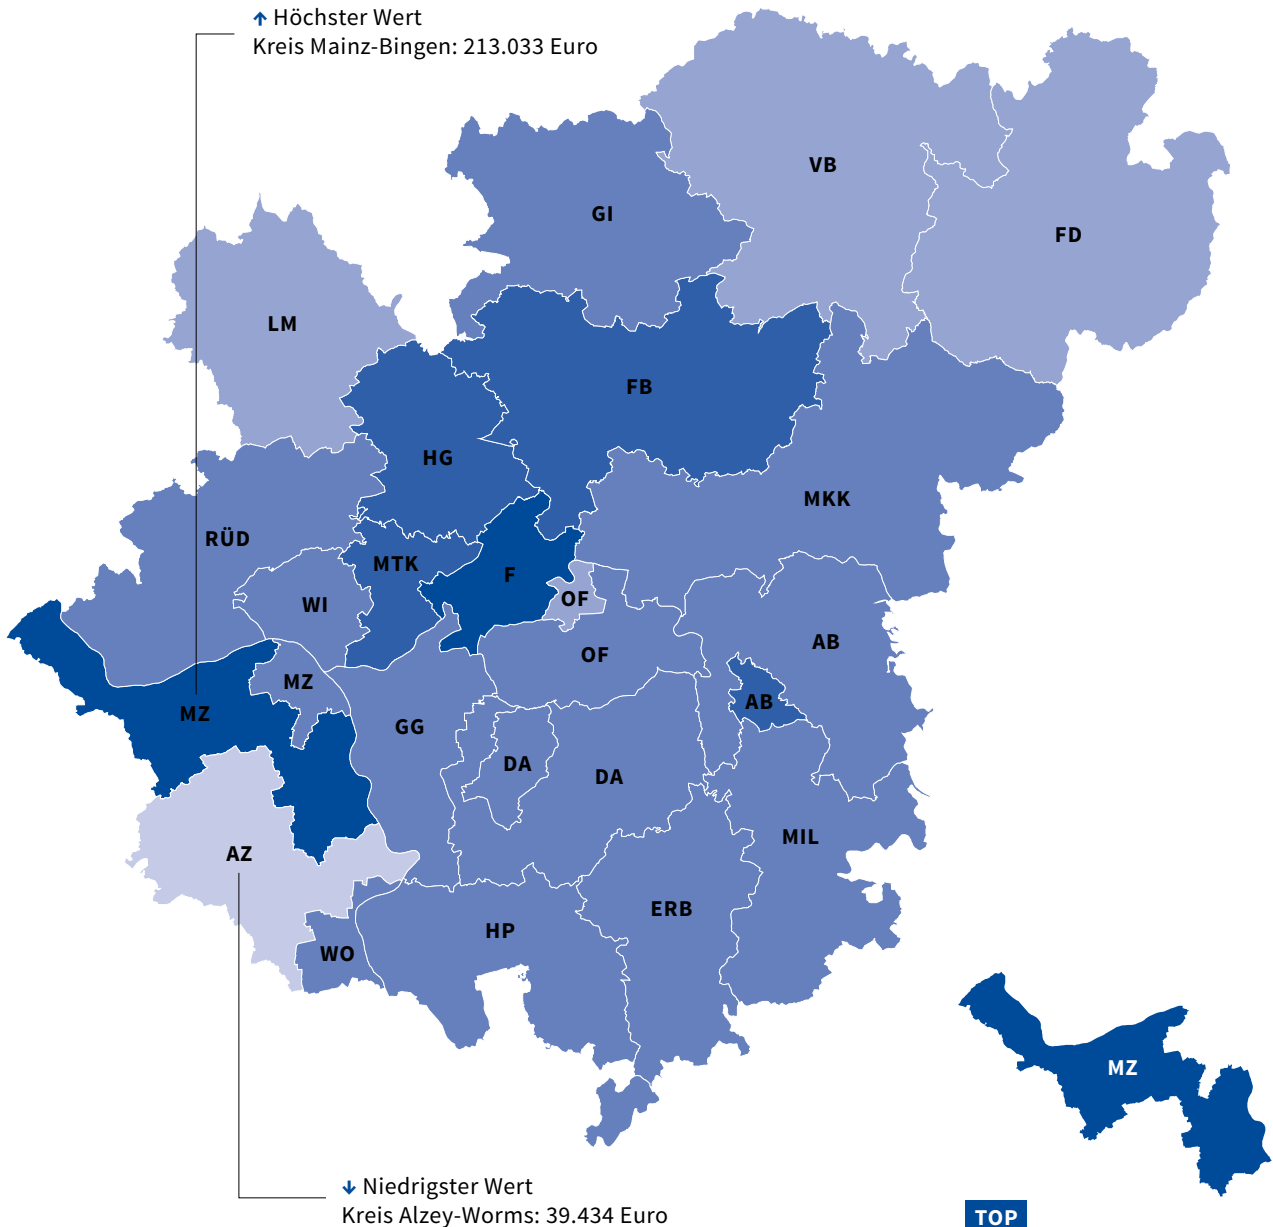 ↑ Höchster Wert
Kreis Mainz-Bingen: 213.033 Euro
VB
GI
FD
LM
FB
HG
MKK
RÜD
MTK
F
OF
WI
AB
OF
MZ
AB
MZ
GG
DA
DA
MIL
AZ
ERB
HP
WO
MZ
↓ Niedrigster Wert
Kreis Alzey-Worms: 39.434 Euro
TOP